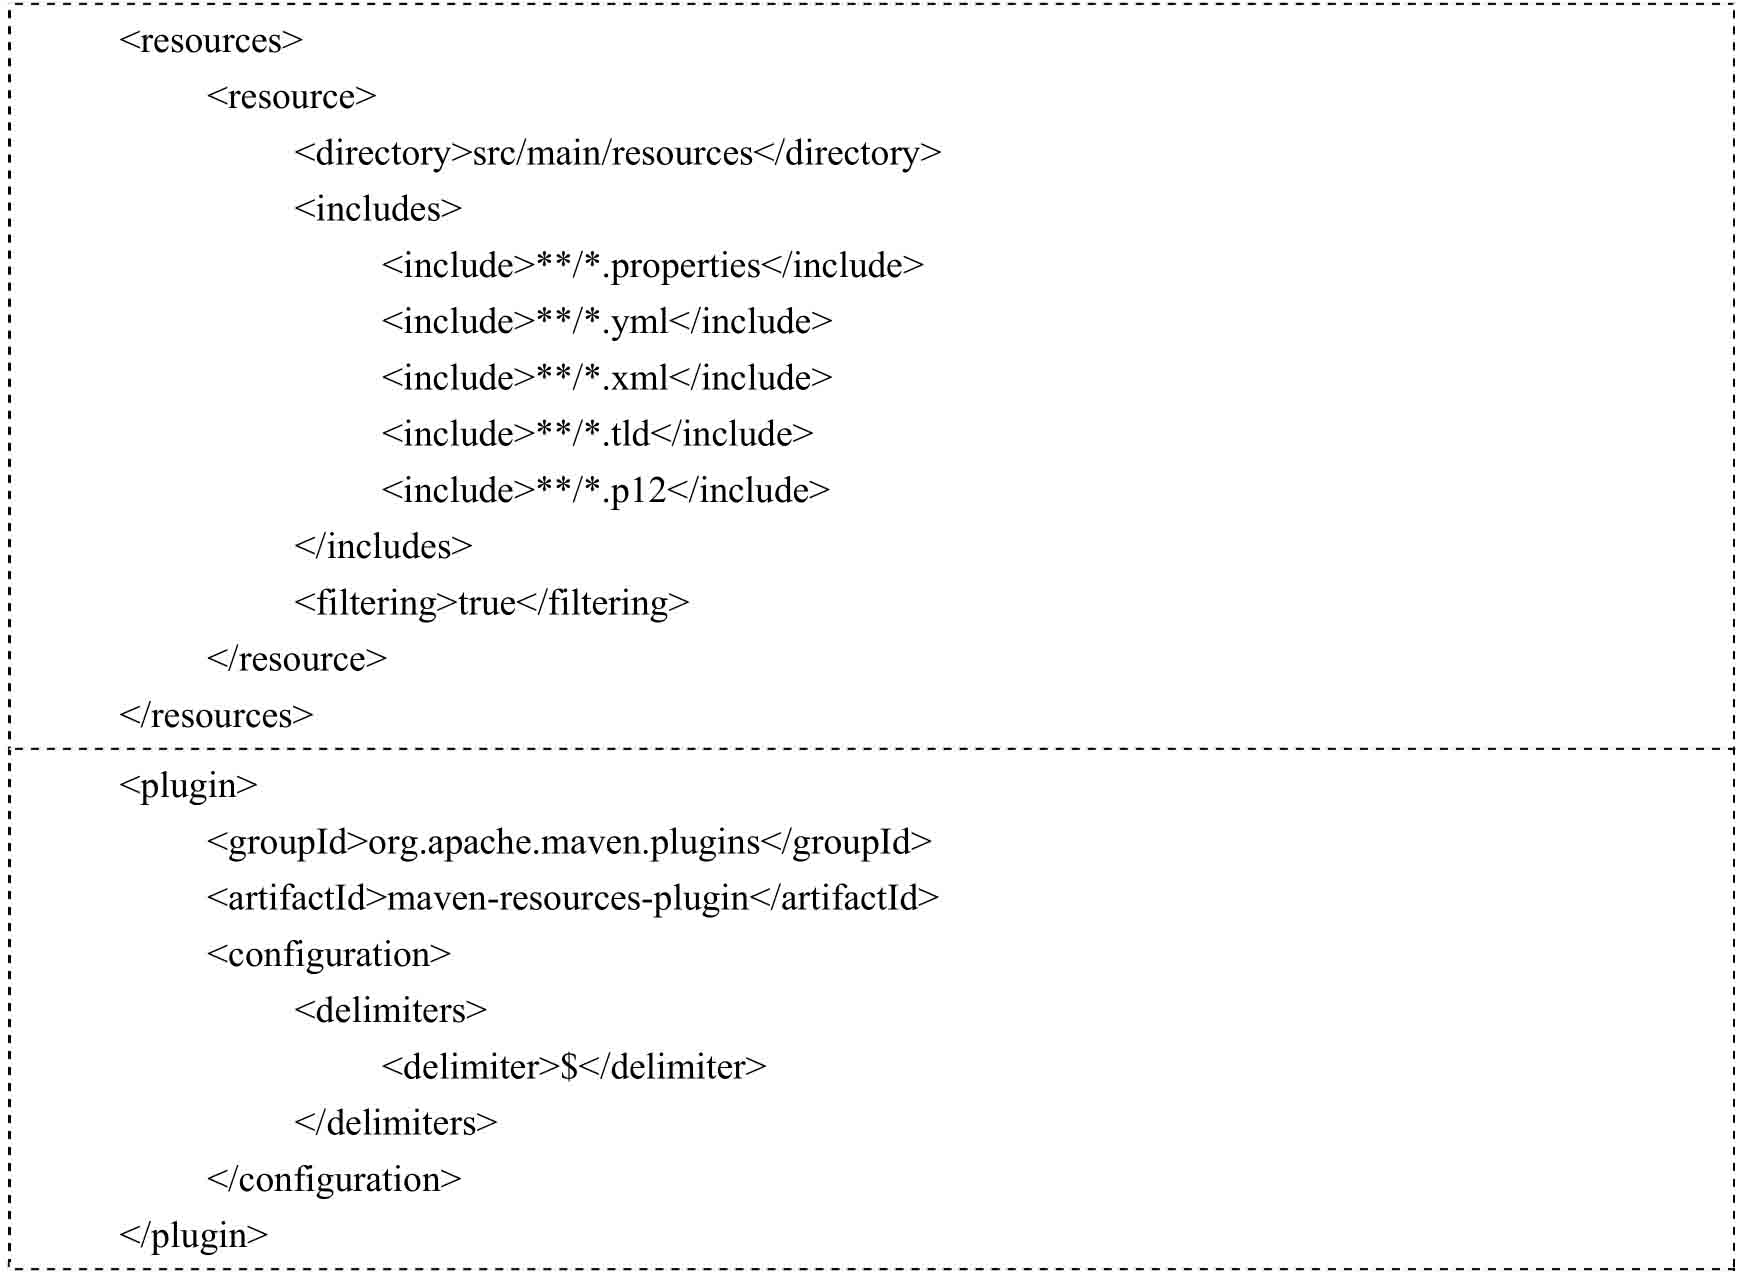 <resources>
<resource>
<directory>src/main/resources</directory>
<includes>
<include>**/*.properties</include>
<include>**/*.yml</include>
<include>**/*.xml</include>
<include>**/*.tld</include>
<include>**/*.p12</include>
</includes>
<filtering>true</filtering>
</resource>
</resources>
<plugin>
<groupId>org.apache.maven.plugins</groupId>
<artifactId>maven-resources-plugin</artifactId>
<configuration>
<delimiters>
<delimiter>$</delimiter>
</delimiters>
</configuration>
</plugin>